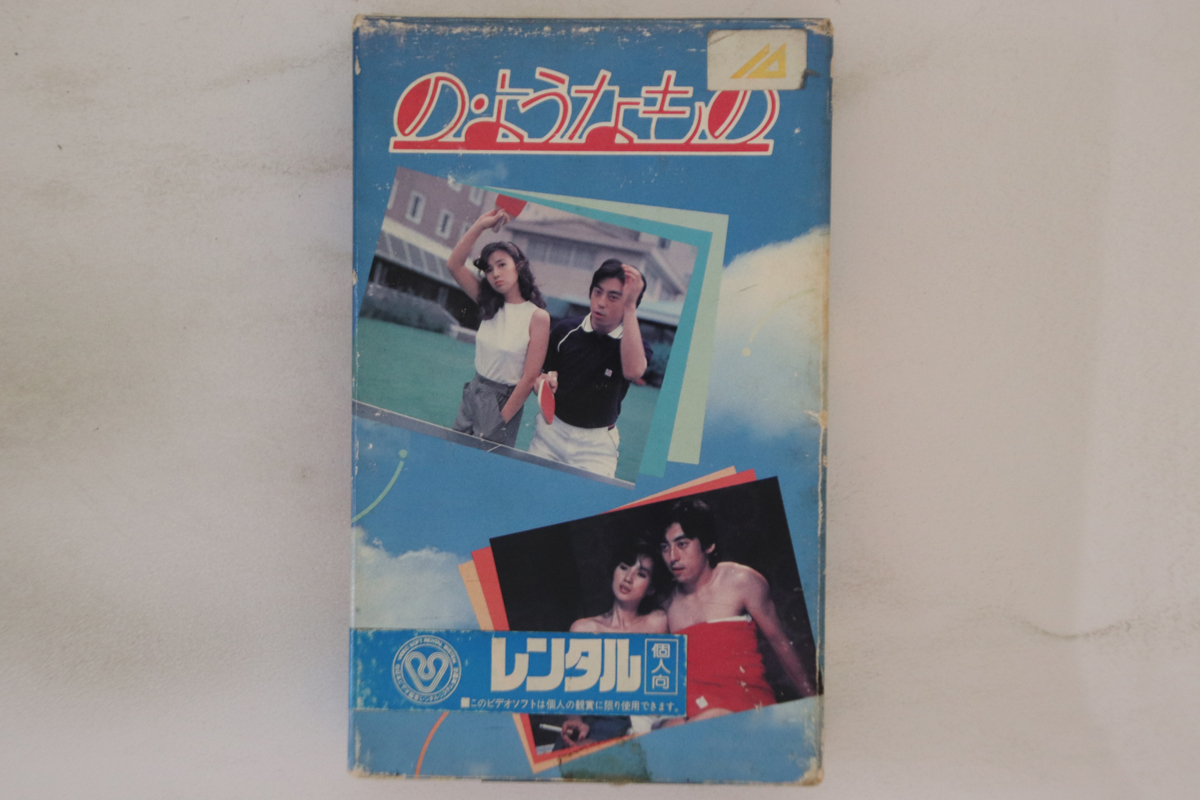 の・ようなもの
レンタル
個人向
■このビデオソフトは個人の観賞に限り使用できます。